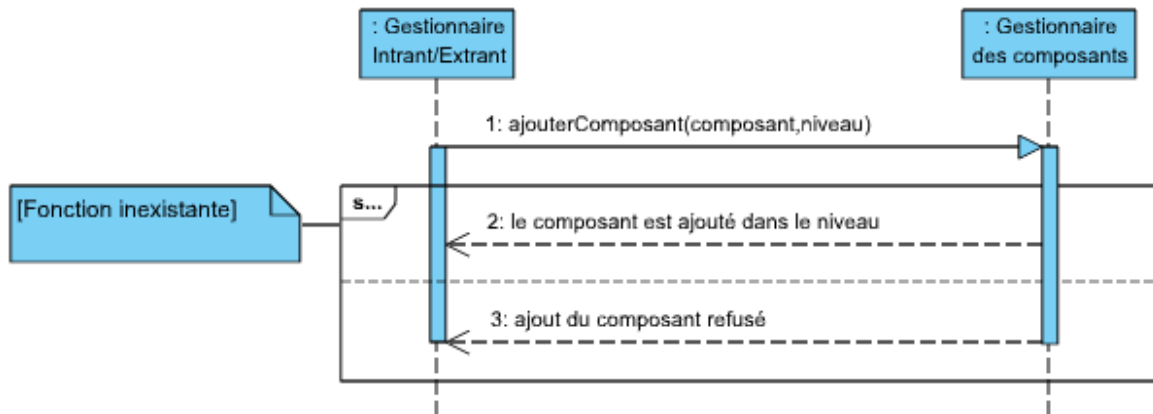 : Gestionnaire
Intrant/Extrant
: Gestionnaire
des composants
1: ajouterComposant(composant,niveau)
[Fonction inexistante]
s...
2: le composant est ajouté dans le niveau
3: ajout du composant refusé